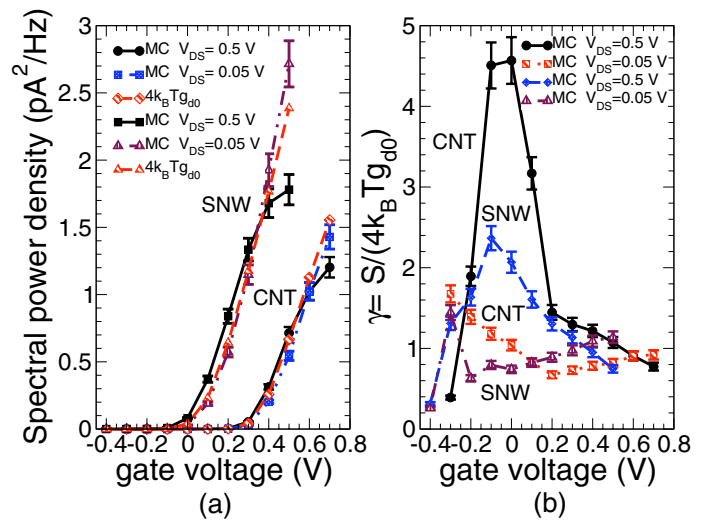 Spectral power density (pA²/Hz)
3
2.5
2
1.5
1
0.5
0
MC V_DS= 0.5 V
MC V_DS= 0.05 V
4k_BTg_d0
MC V_DS= 0.5 V
MC V_DS=0.05 V
4k_BTg_d0
SNW
CNT
-0.4 -0.2 0 0.2 0.4 0.6 0.8
gate voltage (V)
(a)
γ= S/(4k_BTg_d0)
5
4
3
2
1
0
MC V_DS=0.5 V
MC V_DS=0.05 V
MC V_DS=0.5 V
MC V_DS=0.05 V
CNT
SNW
CNT
SNW
-0.4 -0.2 0 0.2 0.4 0.6 0.8
gate voltage (V)
(b)